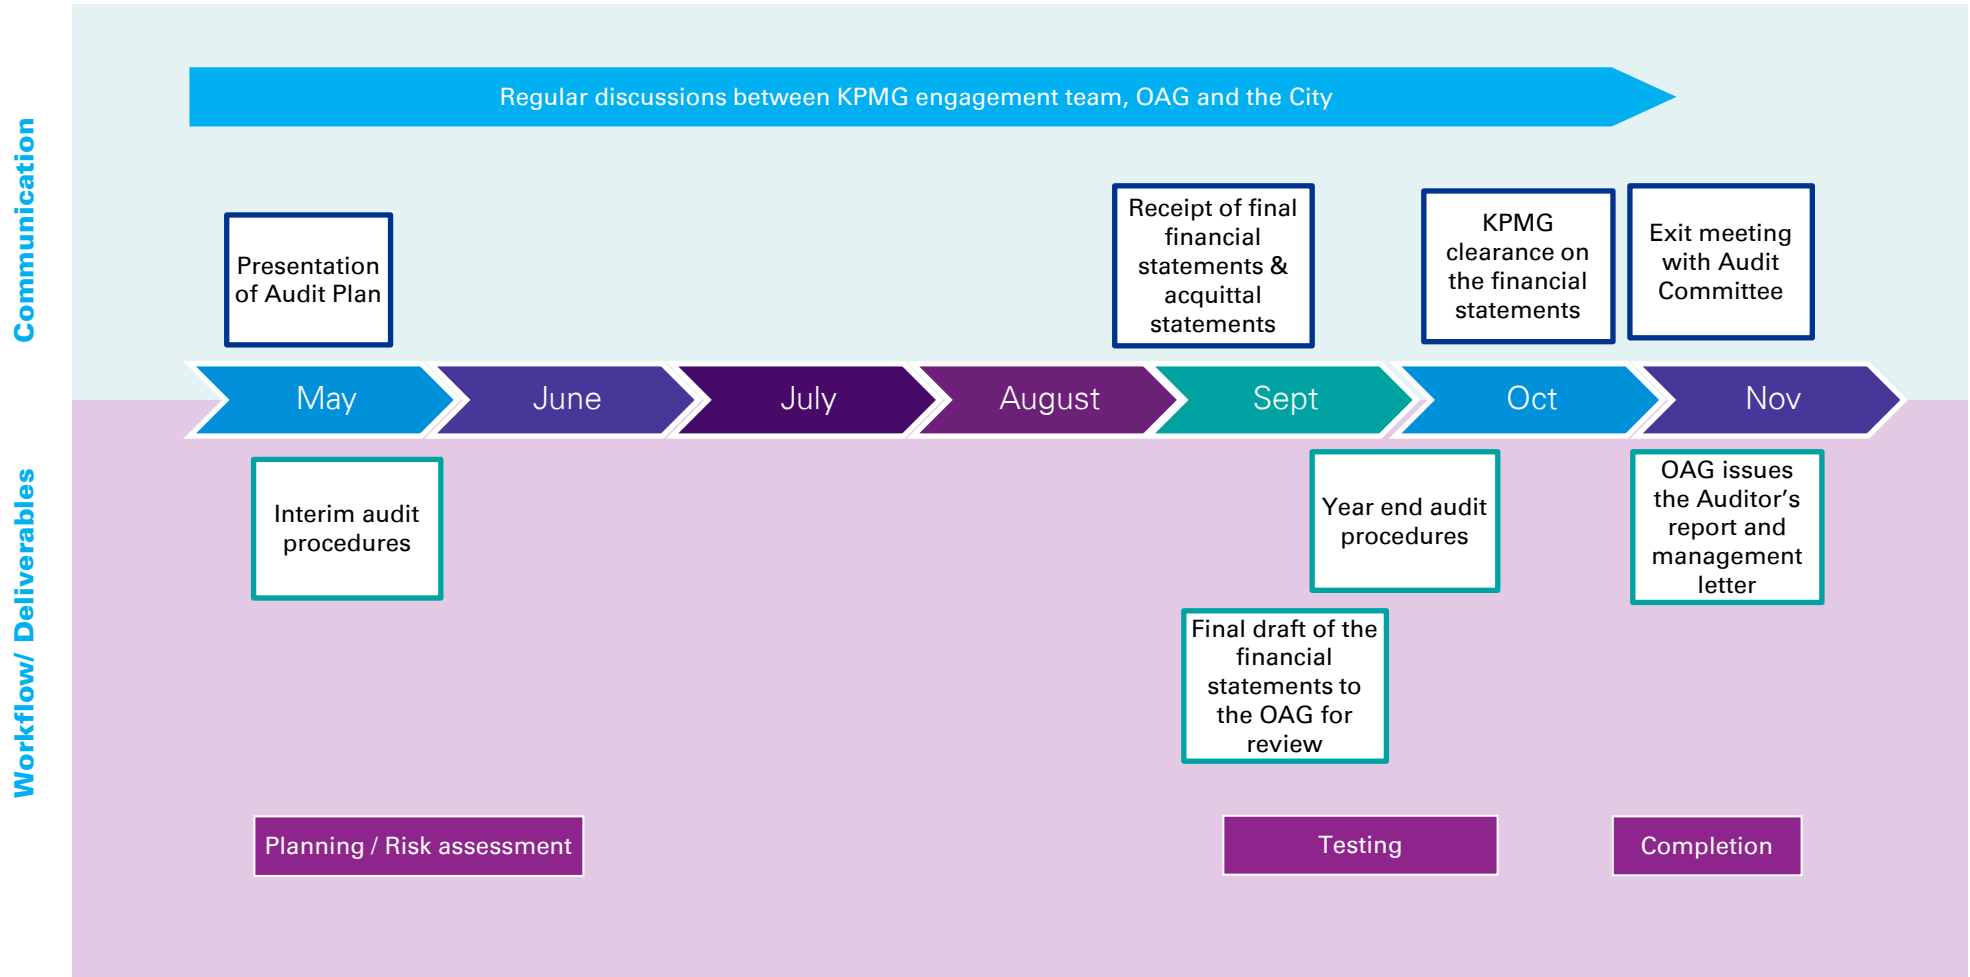 Communication
Regular discussions between KPMG engagement team, OAG and the City
Presentation
of Audit Plan
Receipt of final
financial
statements &
acquittal
statements
KPMG
clearance on
the financial
statements
Exit meeting
with Audit
Committee
May
June
July
August
Sept
Oct
Nov
Workflow/ Deliverables
Interim audit
procedures
Year end audit
procedures
OAG issues
the Auditor’s
report and
management
letter
Final draft of the
financial
statements to
the OAG for
review
Planning / Risk assessment
Testing
Completion